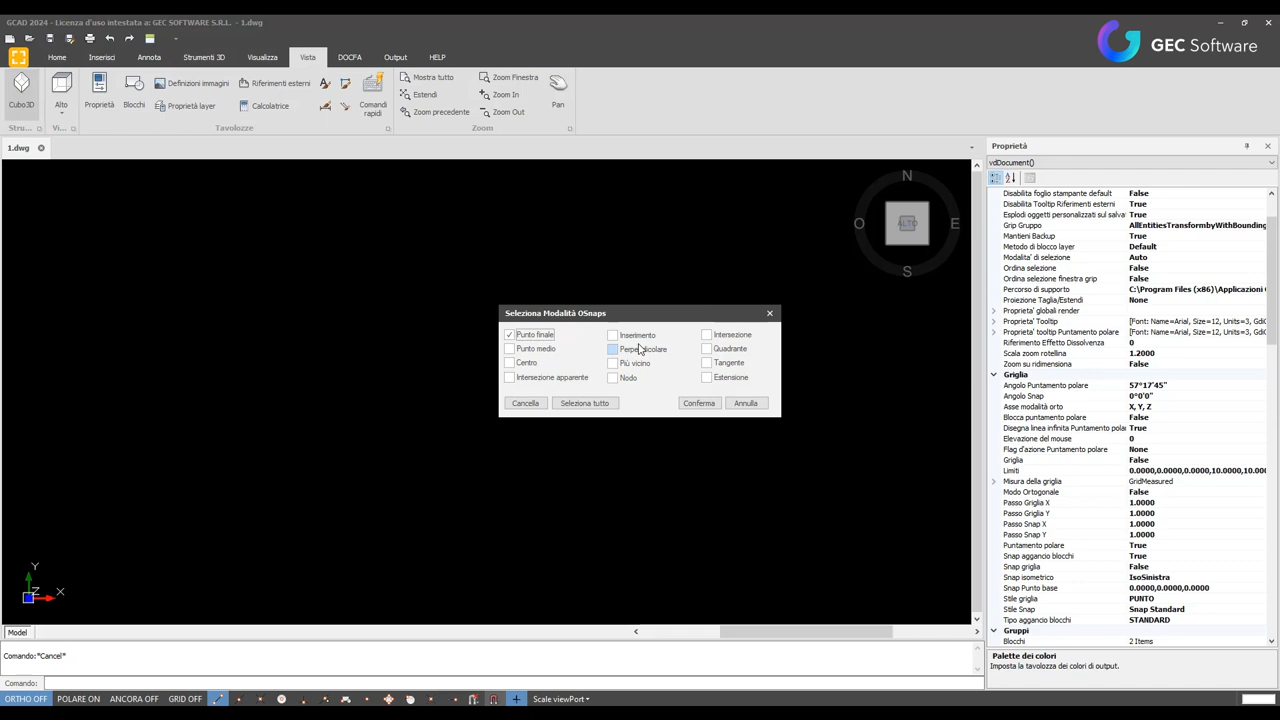 GCAD 2024 - Licenza d'uso intestata a: GEC SOFTWARE S.R.L. - 1.dwg
GEC Software
Home Inserisci Annota Strumenti 3D Visualizza Vista DOCFA Output HELP
Cubo3D
Alto
Proprietà
Blocchi
Definizioni immagini
Proprietà layer
Riferimenti esterni
Calcolatrice
Comandi rapidi
Mostra tutto
Estendi
Zoom precedente
Zoom Finestra
Zoom In
Zoom Out
Pan
Stru... Vi... Tavolozze Zoom
1.dwg
N
O ALTO E
S
Seleziona Modalità OSnaps
Punto finale Inserimento Intersezione
Punto medio Perpendicolare Quadrante
Centro Più vicino Tangente
Intersezione apparente Nodo Estensione
Cancella Seleziona tutto Conferma Annulla
Y
Z X
Model
Comando:*Cancel*
Comando:
ORTHO OFF POLARE ON ANCORA OFF GRID OFF Scale viewPort
Proprietà
vdDocument()
Disabilita foglio stampante default False
Disabilita Tooltip Riferimenti esterni True
Esplodi oggetti personalizzati sul salva True
Grip Gruppo AllEntitiesTransformbyWithBounding
Mantieni Backup True
Metodo di blocco layer Default
Modalita' di selezione Auto
Ordina selezione False
Ordina selezione finestra grip False
Percorso di supporto C:\Program Files (x86)\Applicazioni
Proiezione Taglia/Estendi None
Proprieta' globali render
Proprieta' Tooltip [Font: Name=Arial, Size=12, Units=3, GdiC
Proprieta' tooltip Puntamento polare [Font: Name=Arial, Size=12, Units=3, GdiC
Riferimento Effetto Dissolvenza 0
Scala zoom rotellina 1.2000
Zoom su ridimensiona False
Griglia
Angolo Puntamento polare 57°17'45"
Angolo Snap 0°0'0"
Asse modalità orto X, Y, Z
Blocca puntamento polare False
Disegna linea infinita Puntamento polar True
Elevazione del mouse 0
Flag d'azione Puntamento polare None
Griglia False
Limiti 0.0000,0.0000,0.0000,10.0000,10.00
Misura della griglia GridMeasured
Modo Ortogonale False
Passo Griglia X 1.0000
Passo Griglia Y 1.0000
Passo Snap X 1.0000
Passo Snap Y 1.0000
Puntamento polare True
Snap aggancio blocchi True
Snap griglia False
Snap isometrico IsoSinistra
Snap Punto base 0.0000,0.0000,0.0000
Stile griglia PUNTO
Stile Snap Snap Standard
Tipo aggancio blocchi STANDARD
Gruppi
Blocchi 2 Items
Palette dei colori
Imposta la tavolozza dei colori di output.